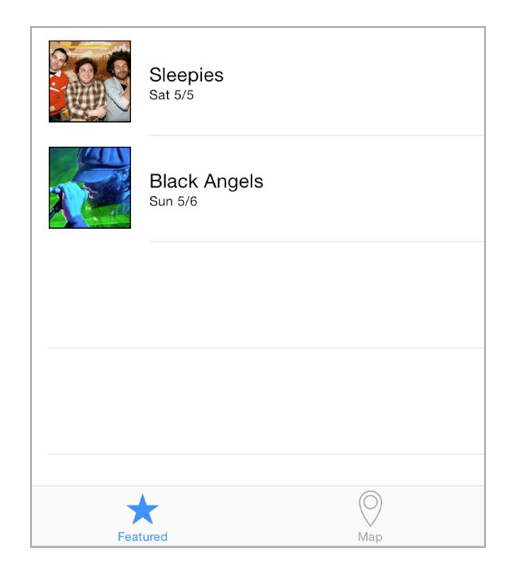 Sleepies
Sat 5/5
Black Angels
Sun 5/6
Featured
Map